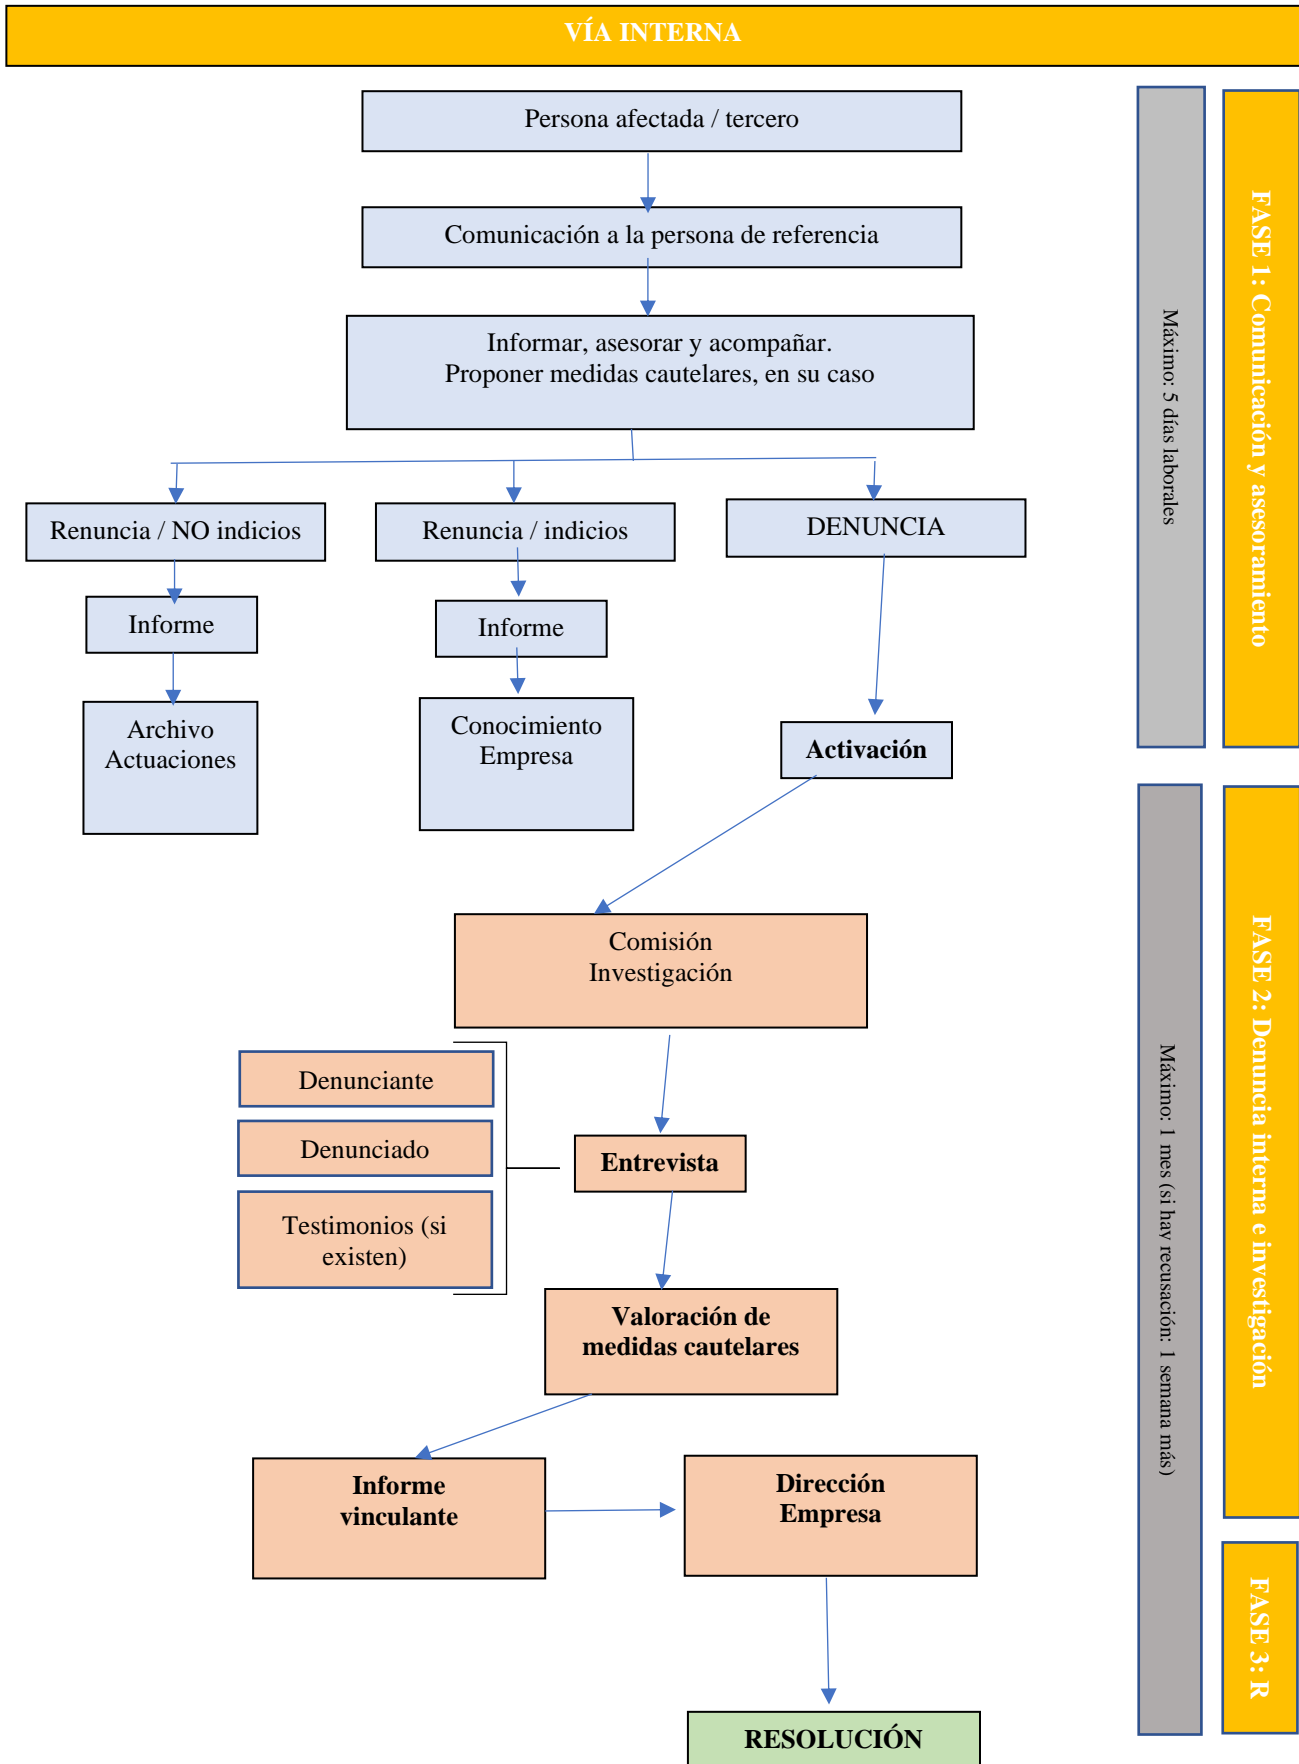 VÍA INTERNA
Persona afectada / tercero
Comunicación a la persona de referencia
Informar, asesorar y acompañar.
Proponer medidas cautelares, en su caso
Renuncia / NO indicios
Renuncia / indicios
DENUNCIA
Informe
Informe
Archivo
Actuaciones
Conocimiento
Empresa
Activación
Máximo: 5 días laborales
FASE 1: Comunicación y asesoramiento
Comisión
Investigación
Denunciante
Denunciado
Testimonios (si
existen)
Entrevista
Valoración de
medidas cautelares
Informe
vinculante
Dirección
Empresa
Máximo: 1 mes (si hay recusación: 1 semana más)
FASE 2: Denuncia interna e investigación
FASE 3: R
RESOLUCIÓN